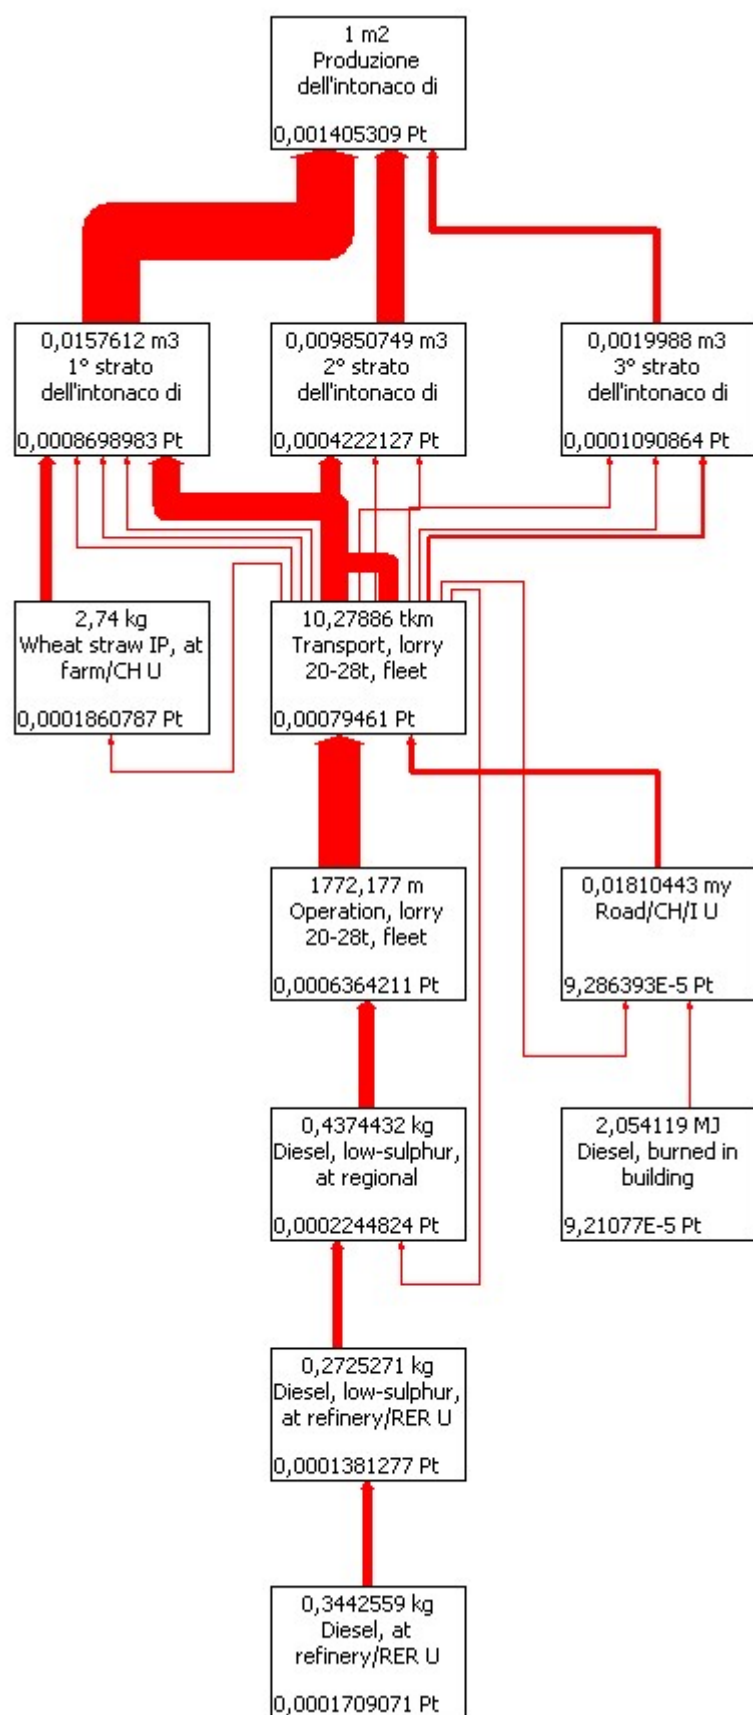 1 m2
Produzione
dell'intonaco di
0,001405309 Pt
0,0157612 m3
1° strato
dell'intonaco di
0,0008698983 Pt
0,009850749 m3
2° strato
dell'intonaco di
0,0004222127 Pt
0,0019988 m3
3° strato
dell'intonaco di
0,0001090864 Pt
2,74 kg
Wheat straw IP, at
farm/CH U
0,0001860787 Pt
10,27886 tkm
Transport, lorry
20-28t, fleet
0,00079461 Pt
1772,177 m
Operation, lorry
20-28t, fleet
0,0006364211 Pt
0,01810443 my
Road/CH/I U
9,286393E-5 Pt
0,4374432 kg
Diesel, low-sulphur,
at regional
0,0002244824 Pt
2,054119 MJ
Diesel, burned in
building
9,21077E-5 Pt
0,2725271 kg
Diesel, low-sulphur,
at refinery/RER U
0,0001381277 Pt
0,3442559 kg
Diesel, at
refinery/RER U
0,0001709071 Pt